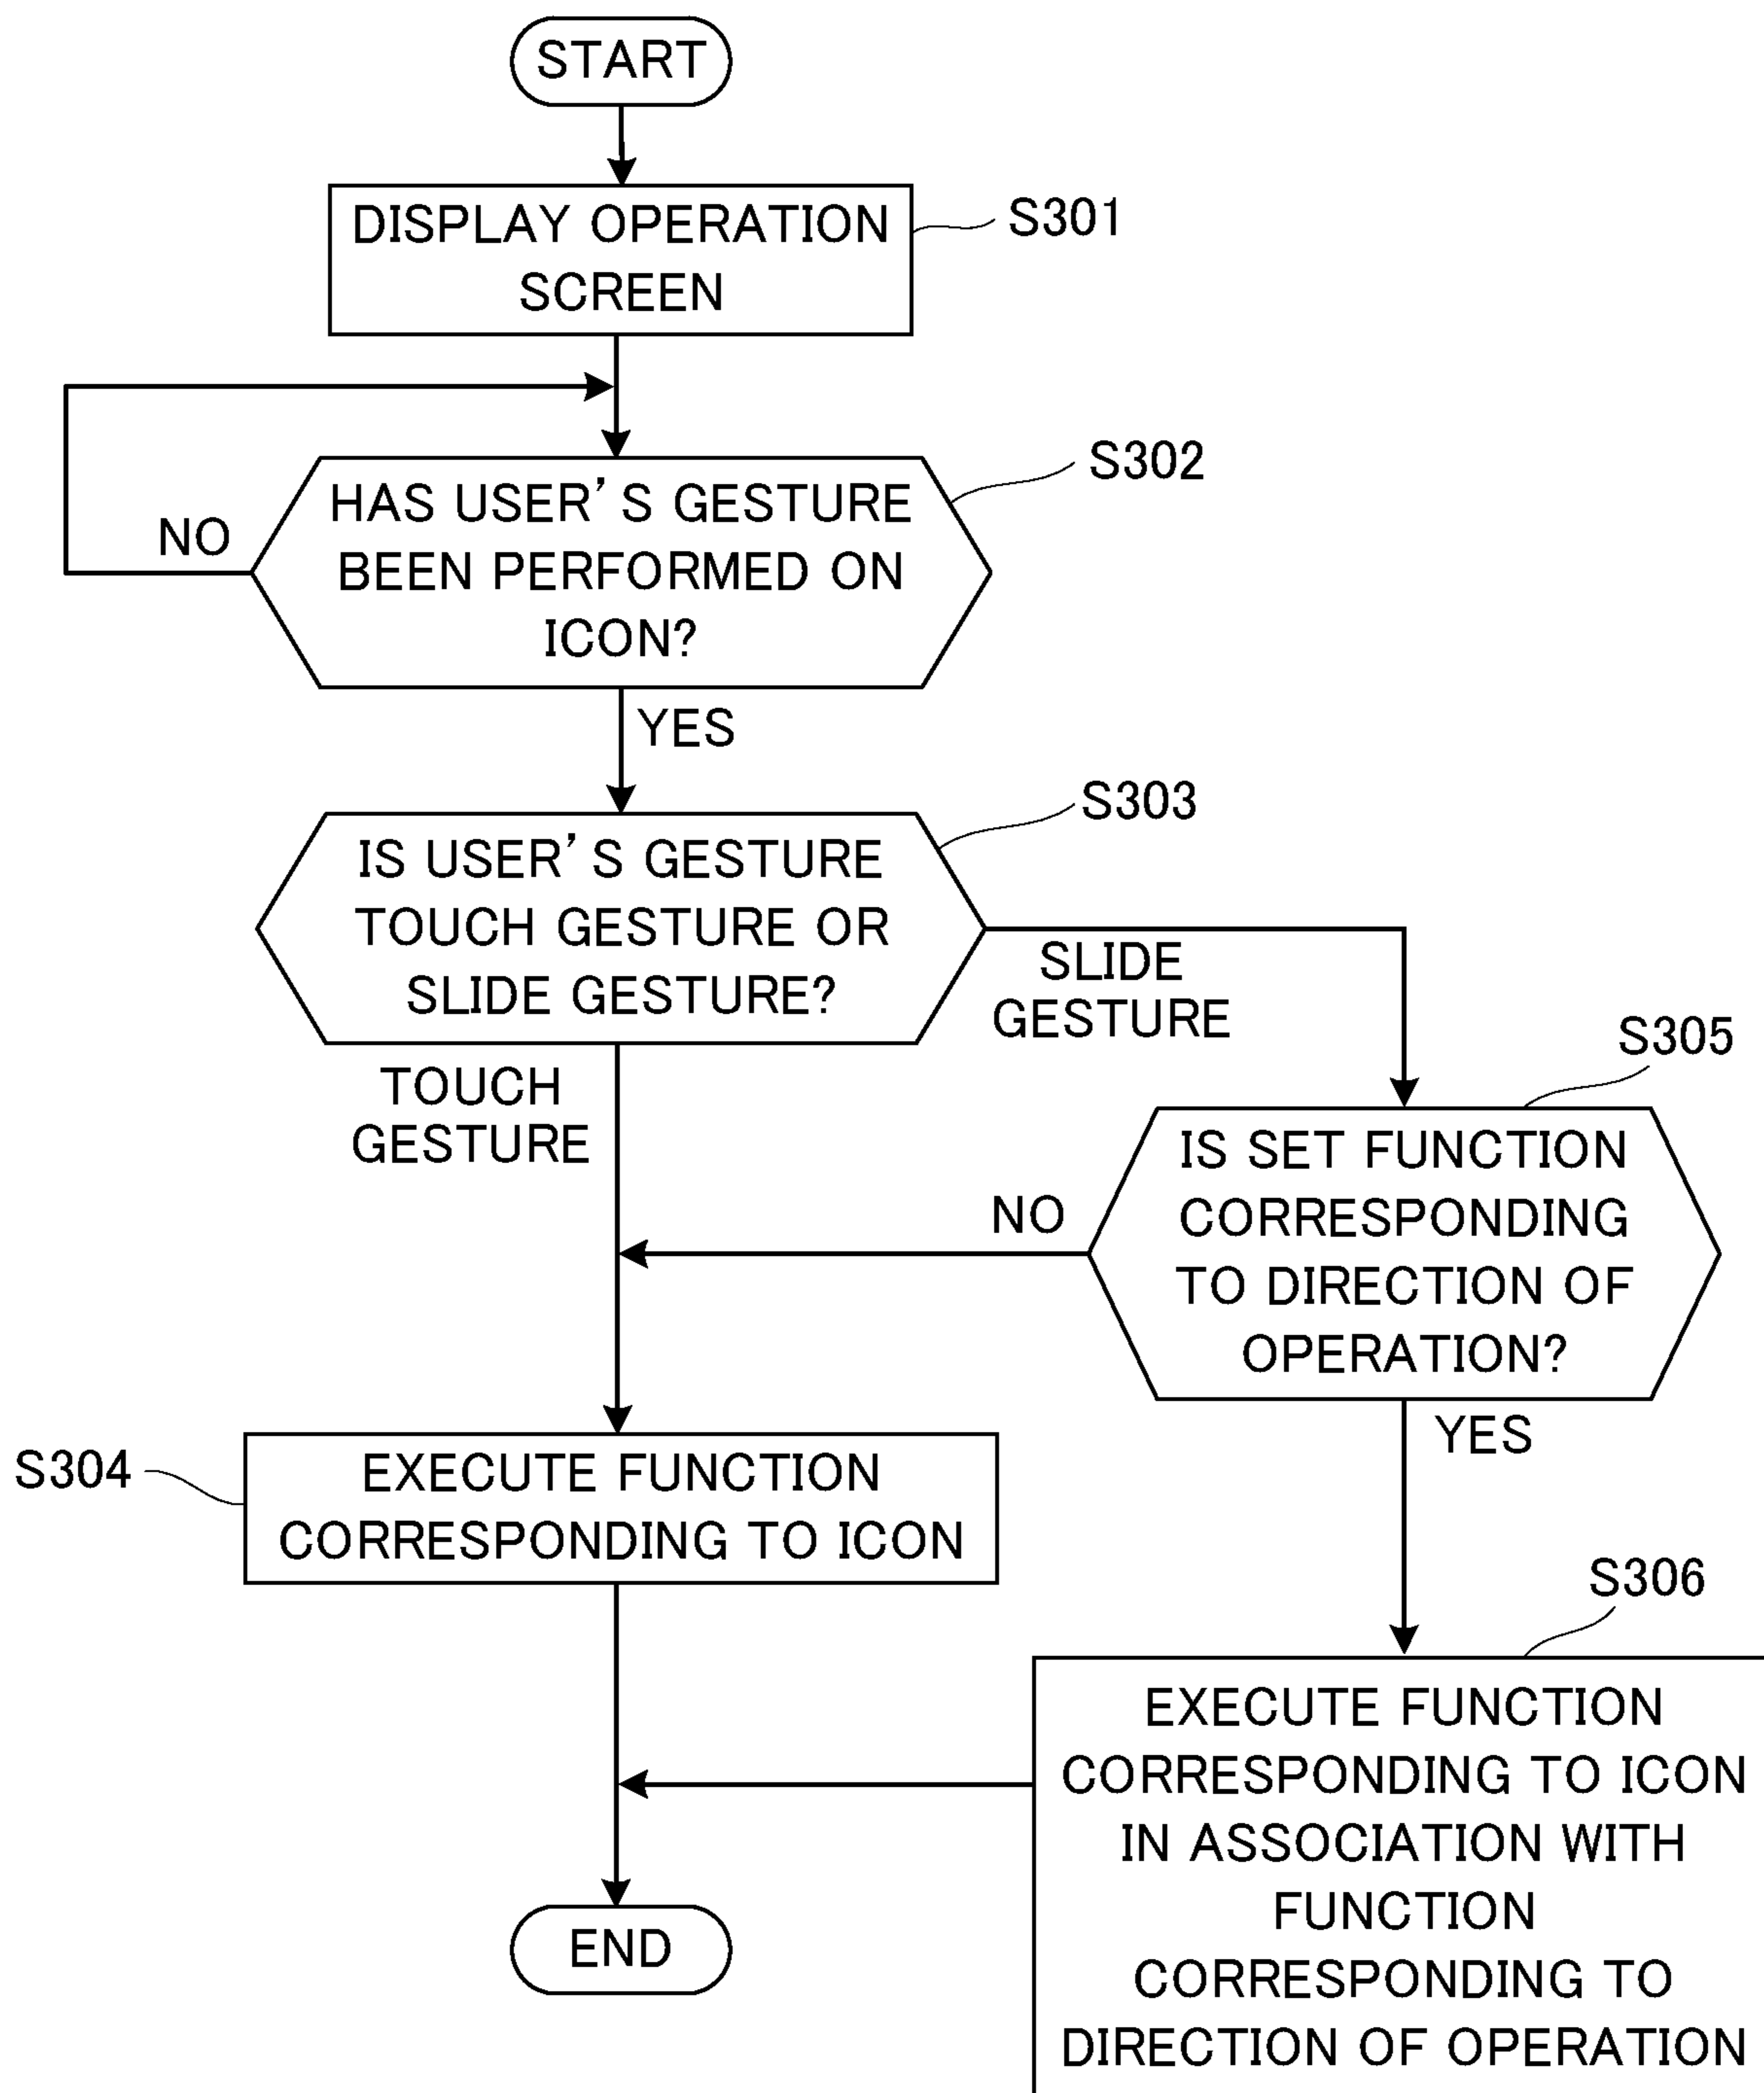 START
DISPLAY OPERATION
SCREEN
S301
HAS USER'S GESTURE
BEEN PERFORMED ON
ICON?
S302
NO
YES
IS USER'S GESTURE
TOUCH GESTURE OR
SLIDE GESTURE?
S303
SLIDE
GESTURE
TOUCH
GESTURE
S305
IS SET FUNCTION
CORRESPONDING
TO DIRECTION OF
OPERATION?
NO
YES
S304
EXECUTE FUNCTION
CORRESPONDING TO ICON
S306
EXECUTE FUNCTION
CORRESPONDING TO ICON
IN ASSOCIATION WITH
FUNCTION
CORRESPONDING TO
DIRECTION OF OPERATION
END